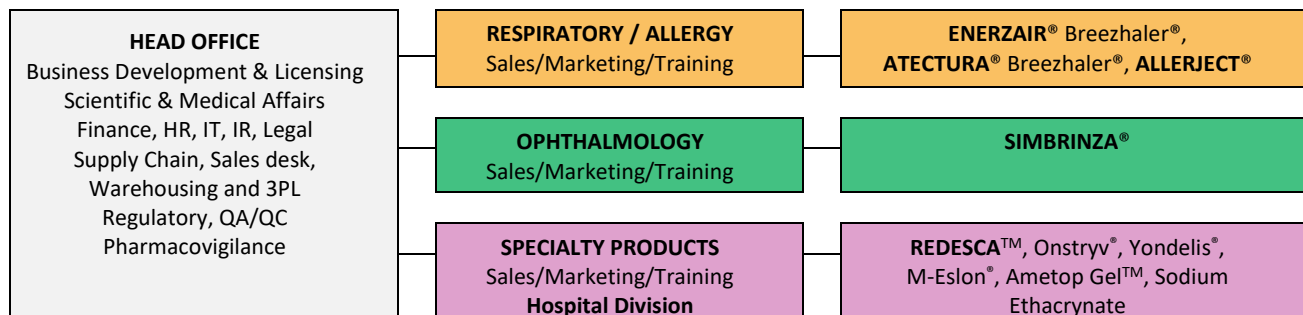 HEAD OFFICE
Business Development & Licensing
Scientific & Medical Affairs
Finance, HR, IT, IR, Legal
Supply Chain, Sales desk,
Warehousing and 3PL
Regulatory, QA/QC
Pharmacovigilance
RESPIRATORY / ALLERGY
Sales/Marketing/Training
ENERZAIR® Breezhaler®,
ATECTURA® Breezhaler®, ALLERJECT®
OPHTHALMOLOGY
Sales/Marketing/Training
SIMBRINZA®
SPECIALTY PRODUCTS
Sales/Marketing/Training
Hospital Division
REDESCA™, Onstryv®, Yondelis®,
M-Eslon®, Ametop Gel™, Sodium
Ethacrynate